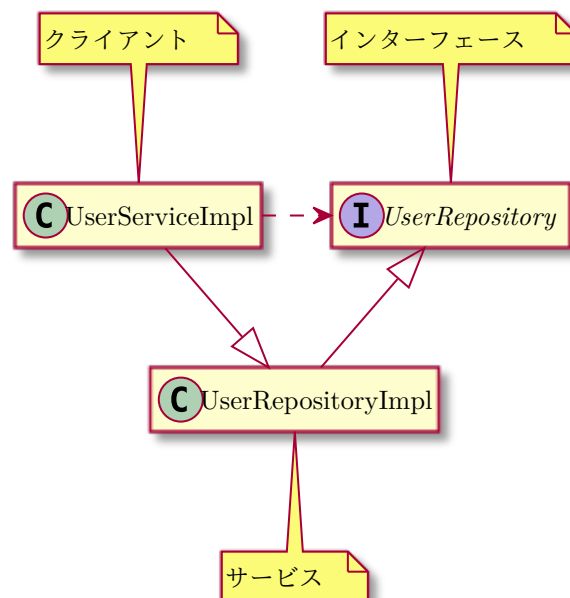 クライアント
インターフェース
C UserServiceImpl
I UserRepository
C UserRepositoryImpl
サービス